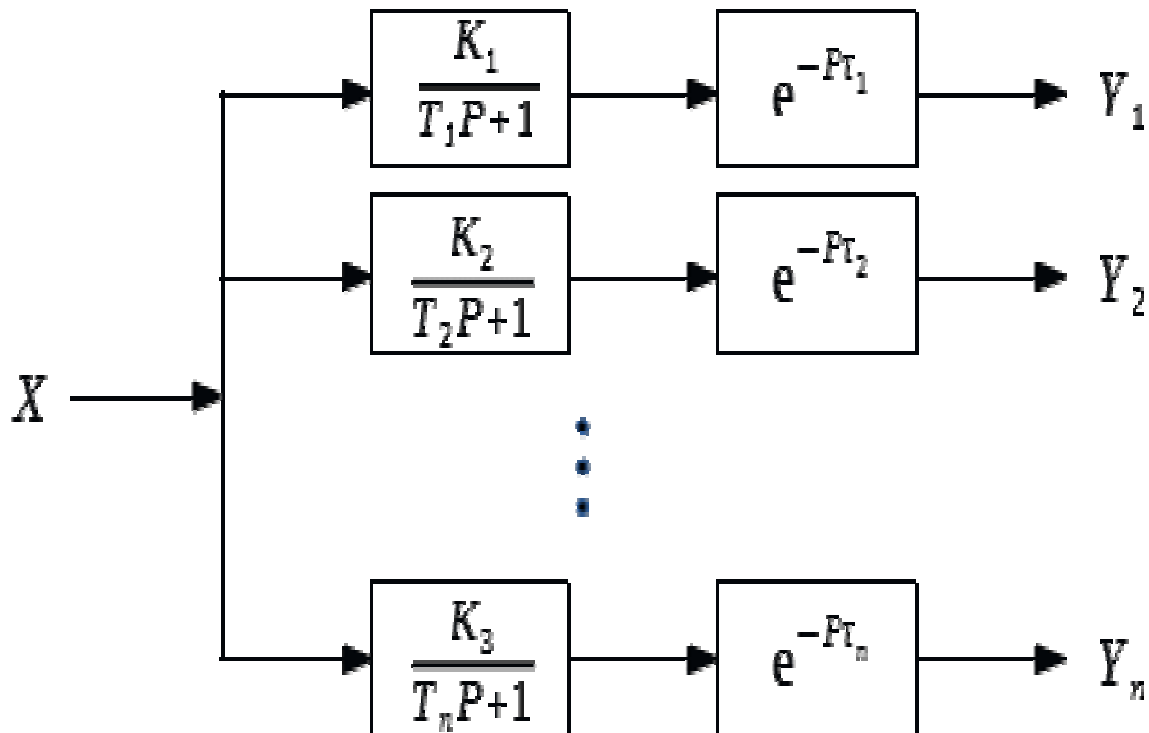 K₁
T₁P+1
e^{-Pτ₁}
Y₁
K₂
T₂P+1
e^{-Pτ₂}
Y₂
X
K₃
TₙP+1
e^{-Pτₙ}
Yₙ